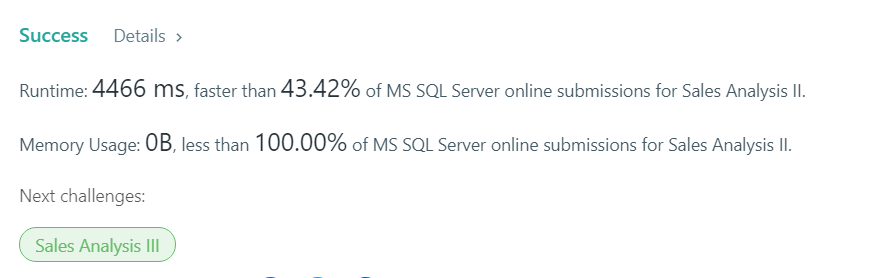 Success Details >
Runtime: 4466 ms, faster than 43.42% of MS SQL Server online submissions for Sales Analysis II.
Memory Usage: 0B, less than 100.00% of MS SQL Server online submissions for Sales Analysis II.
Next challenges:
Sales Analysis III